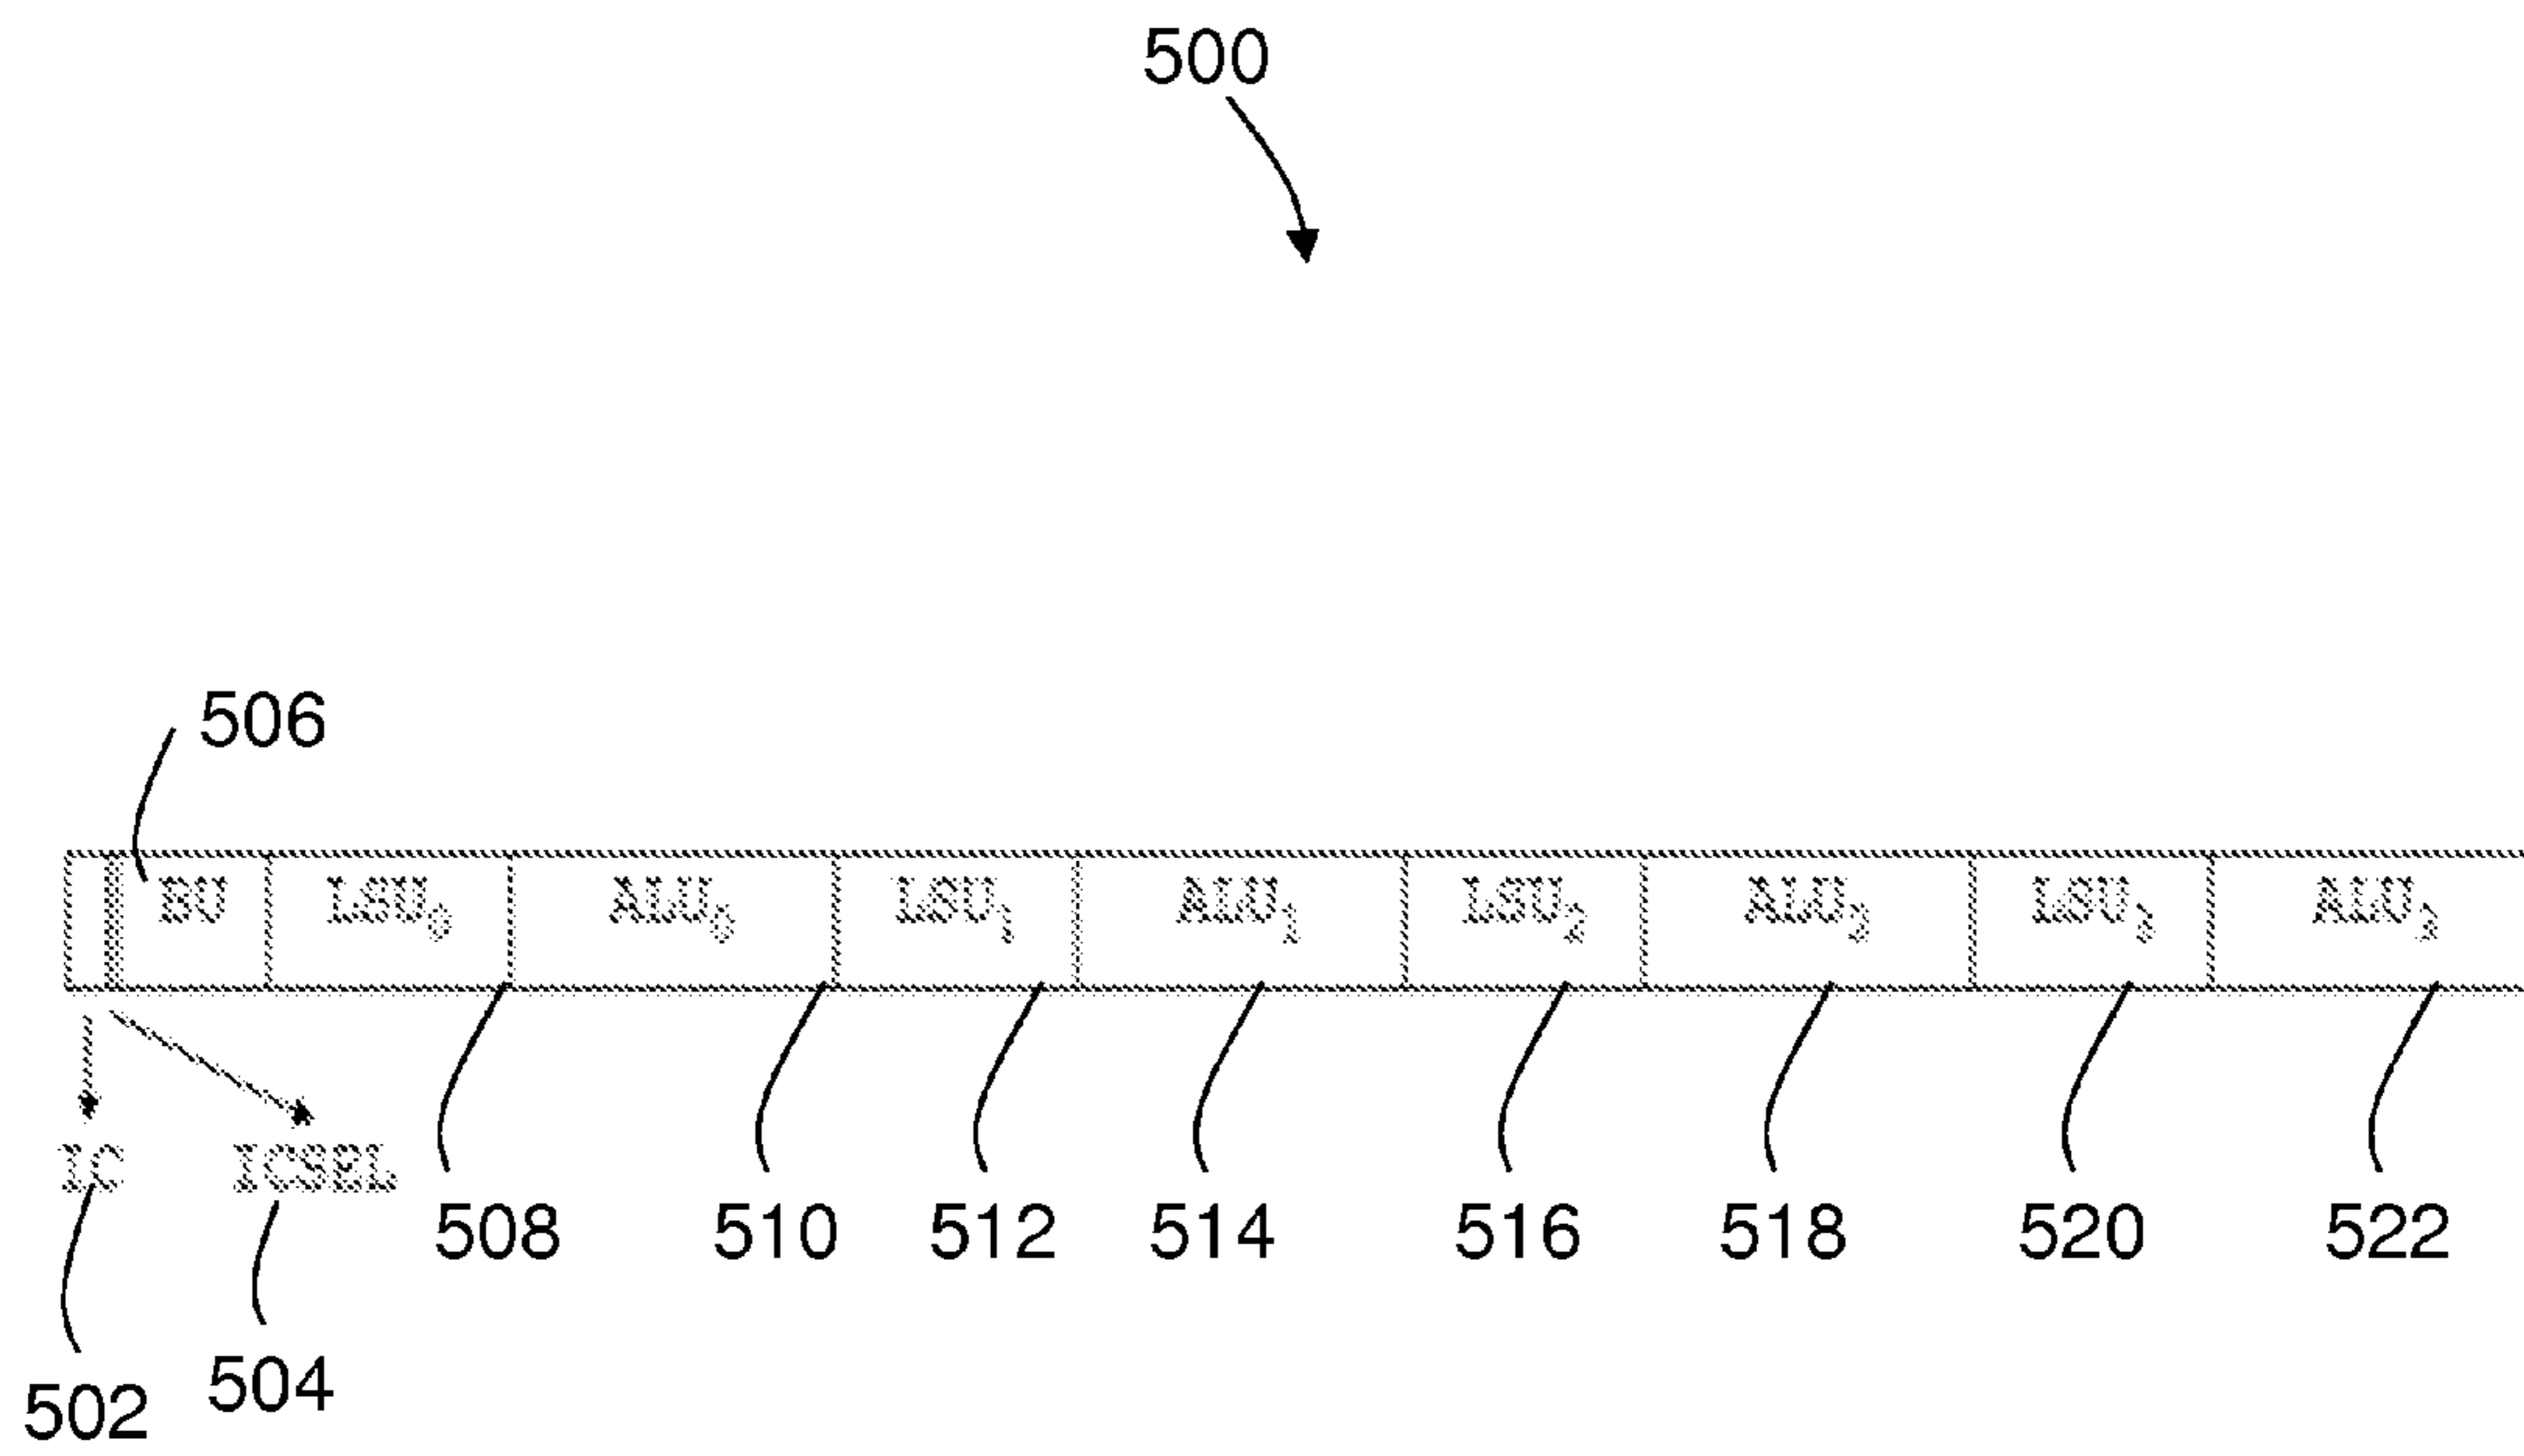 500
506
BU LSU0 ALU0 LSU1 ALU1 LSU2 ALU2 LSU3 ALU3
IC ICSEL
508 510 512 514 516 518 520 522
504
502